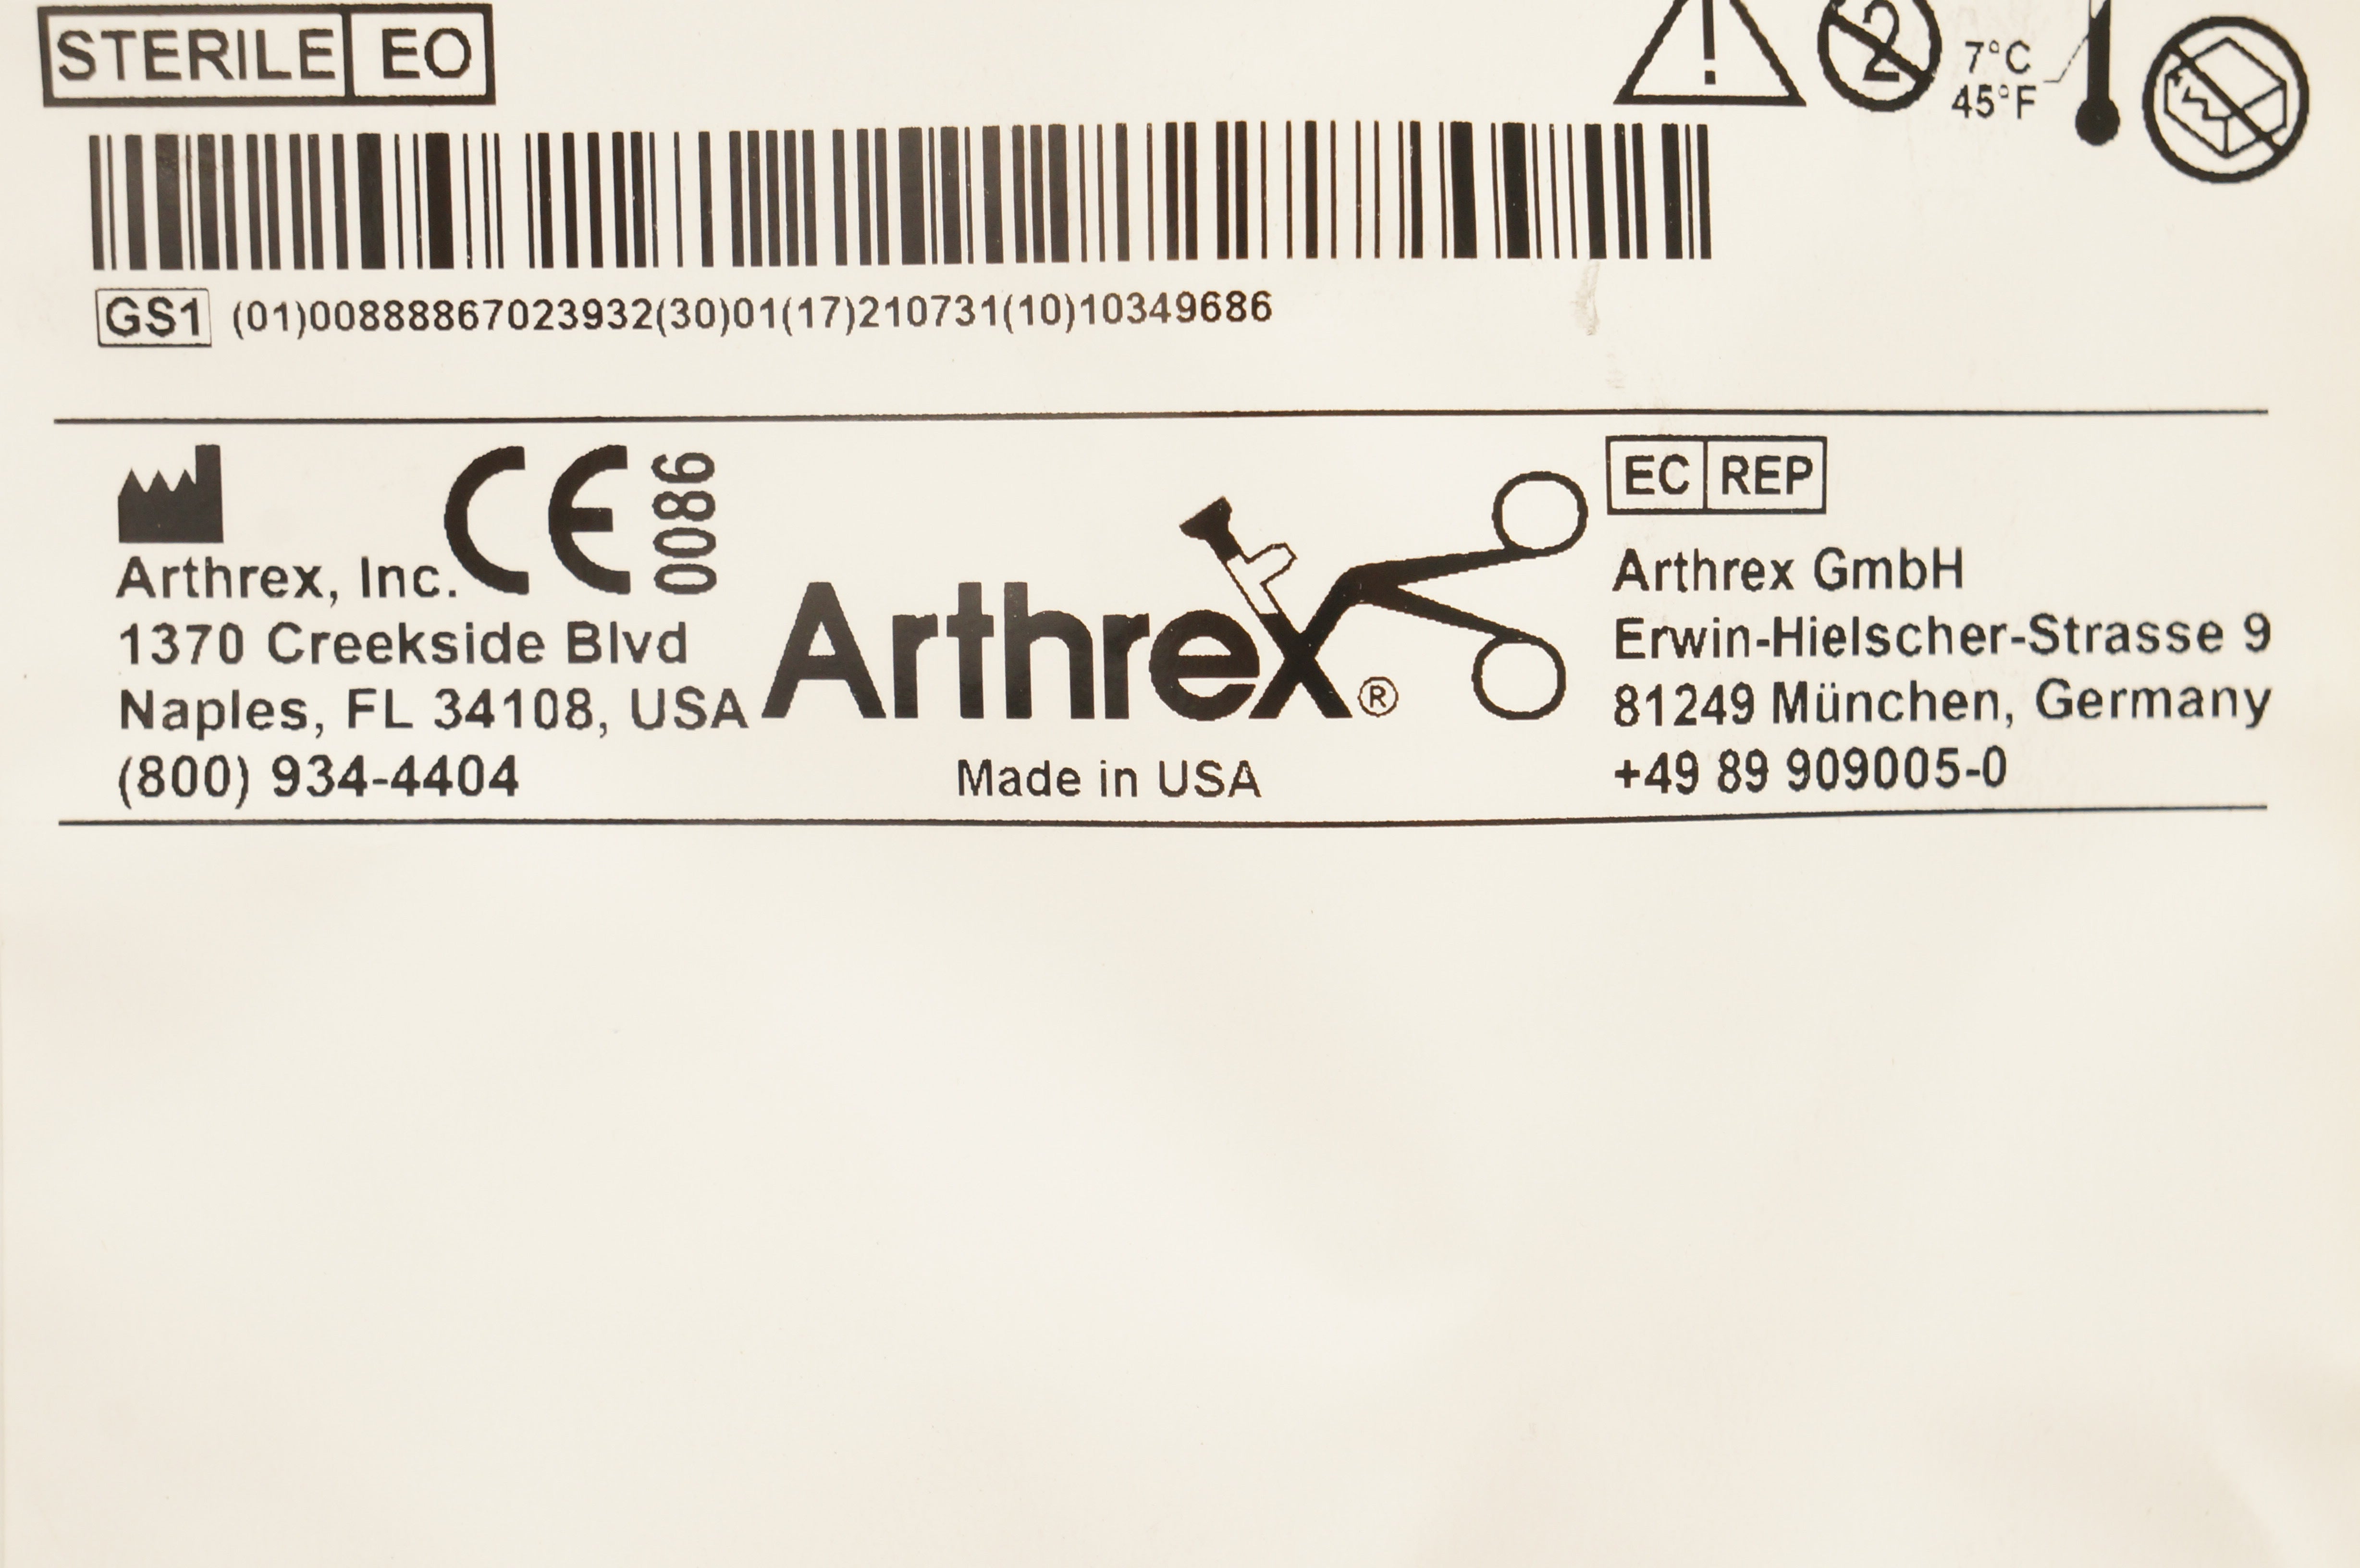 STERILE EO
2
7°C
45°F
GS1 (01)00888867023932(30)01(17)210731(10)10349686
CE 0086
Arthrex, Inc.
1370 Creekside Blvd
Naples, FL 34108, USA
(800) 934-4404
Arthrex®
Made in USA
EC REP
Arthrex GmbH
Erwin-Hielscher-Strasse 9
81249 München, Germany
+49 89 909005-0